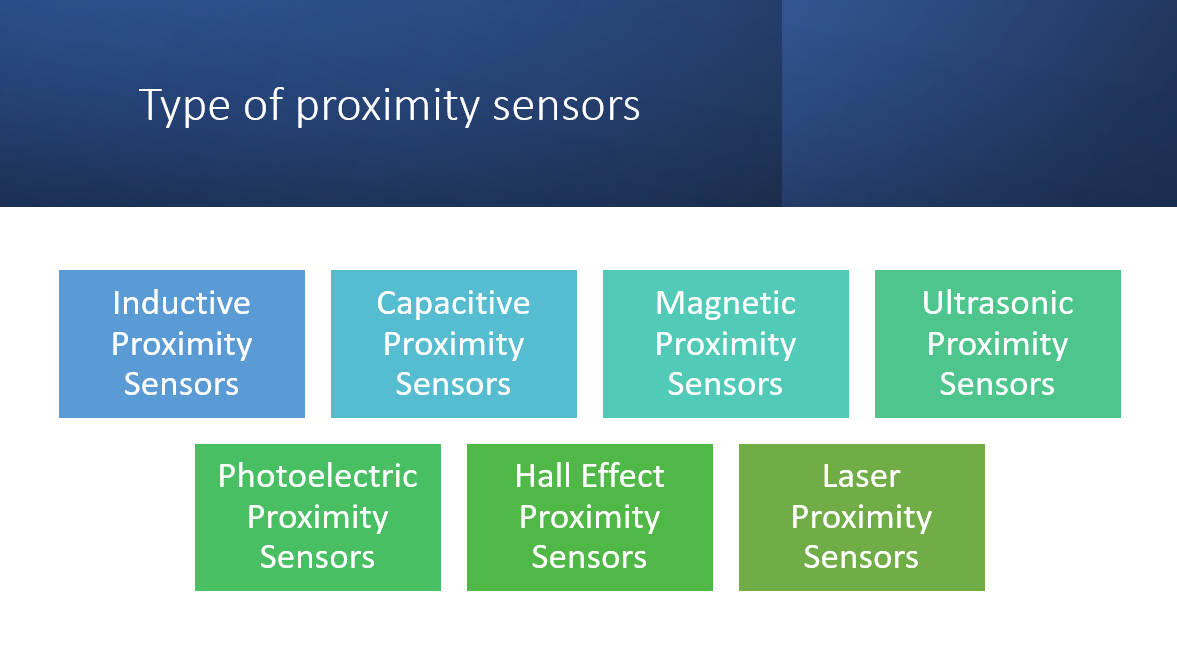 Type of proximity sensors
Inductive
Proximity
Sensors
Capacitive
Proximity
Sensors
Magnetic
Proximity
Sensors
Ultrasonic
Proximity
Sensors
Photoelectric
Proximity
Sensors
Hall Effect
Proximity
Sensors
Laser
Proximity
Sensors